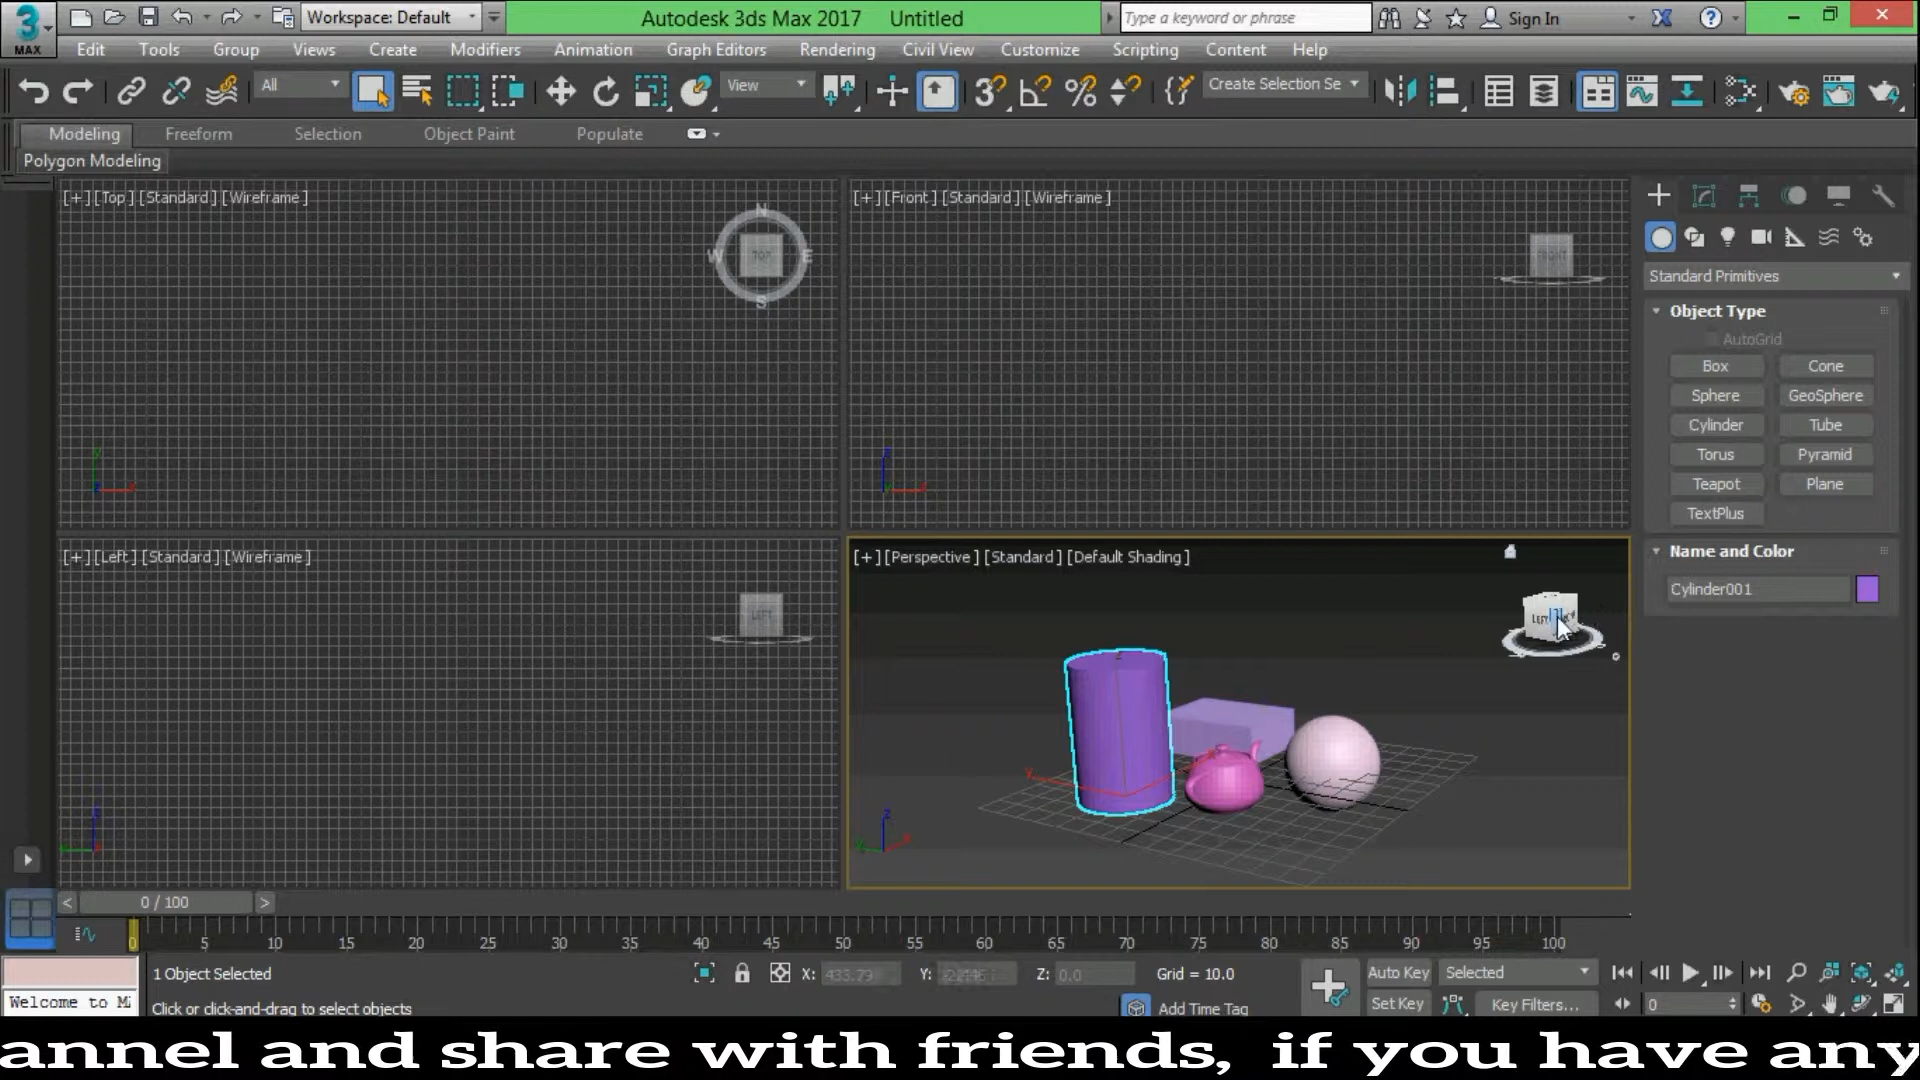 MAX
Workspace: Default
Autodesk 3ds Max 2017 Untitled
Type a keyword or phrase
Sign In
Edit Tools Group Views Create Modifiers Animation Graph Editors Rendering Civil View Customize Scripting Content Help
All
View
Create Selection Se
Modeling Freeform Selection Object Paint Populate
Polygon Modeling
[+] [Top] [Standard] [Wireframe]
N
W TOP E
S
[+] [Front] [Standard] [Wireframe]
FRONT
Standard Primitives
Object Type
AutoGrid
Box Cone
Sphere GeoSphere
Cylinder Tube
Torus Pyramid
Teapot Plane
TextPlus
Name and Color
Cylinder001
[+] [Left] [Standard] [Wireframe]
LEFT
[+] [Perspective] [Standard] [Default Shading]
LEFT
< 0 / 100 >
0 5 10 15 20 25 30 35 40 45 50 55 60 65 70 75 80 85 90 95 100
1 Object Selected
X: 433.79 Y: Z: 0.0 Grid = 10.0
Auto Key Selected
Welcome to M
Click or click-and-drag to select objects
Add Time Tag
Set Key Key Filters...
0
annel and share with friends, if you have any